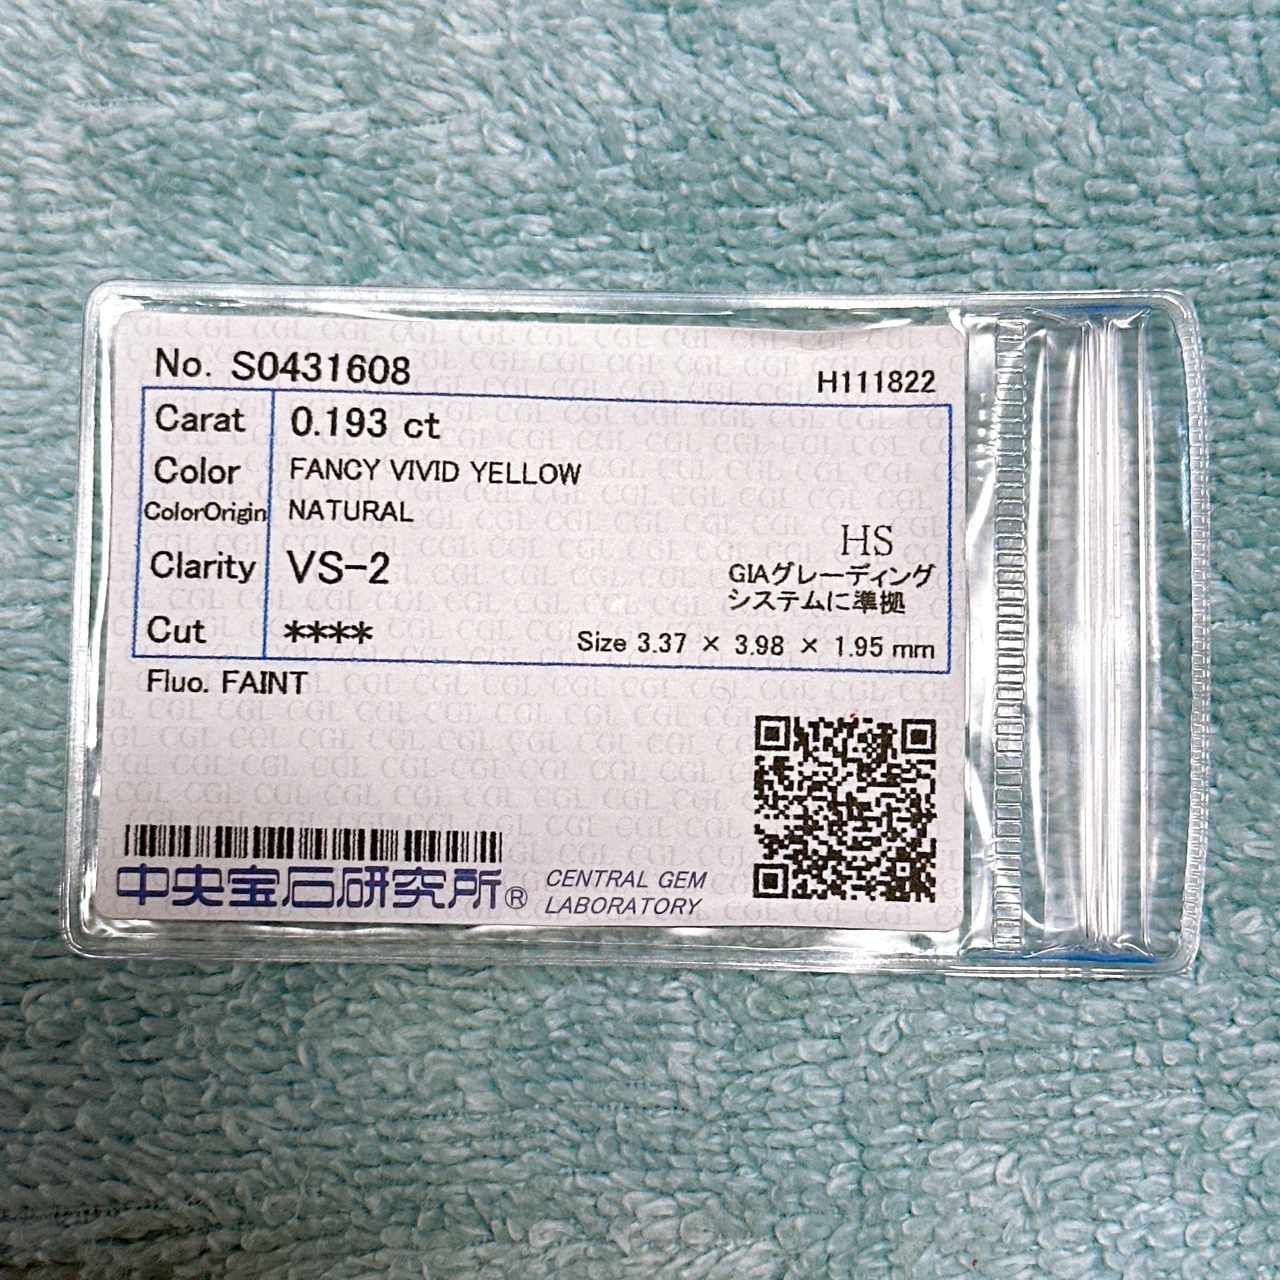 No. S0431608
H111822
Carat 0.193 ct
Color FANCY VIVID YELLOW
ColorOrigin NATURAL
Clarity VS-2
HS
GIAグレーディング
システムに準拠
Cut ****
Size 3.37 × 3.98 × 1.95 mm
Fluo. FAINT
中央宝石研究所®
CENTRAL GEM
LABORATORY